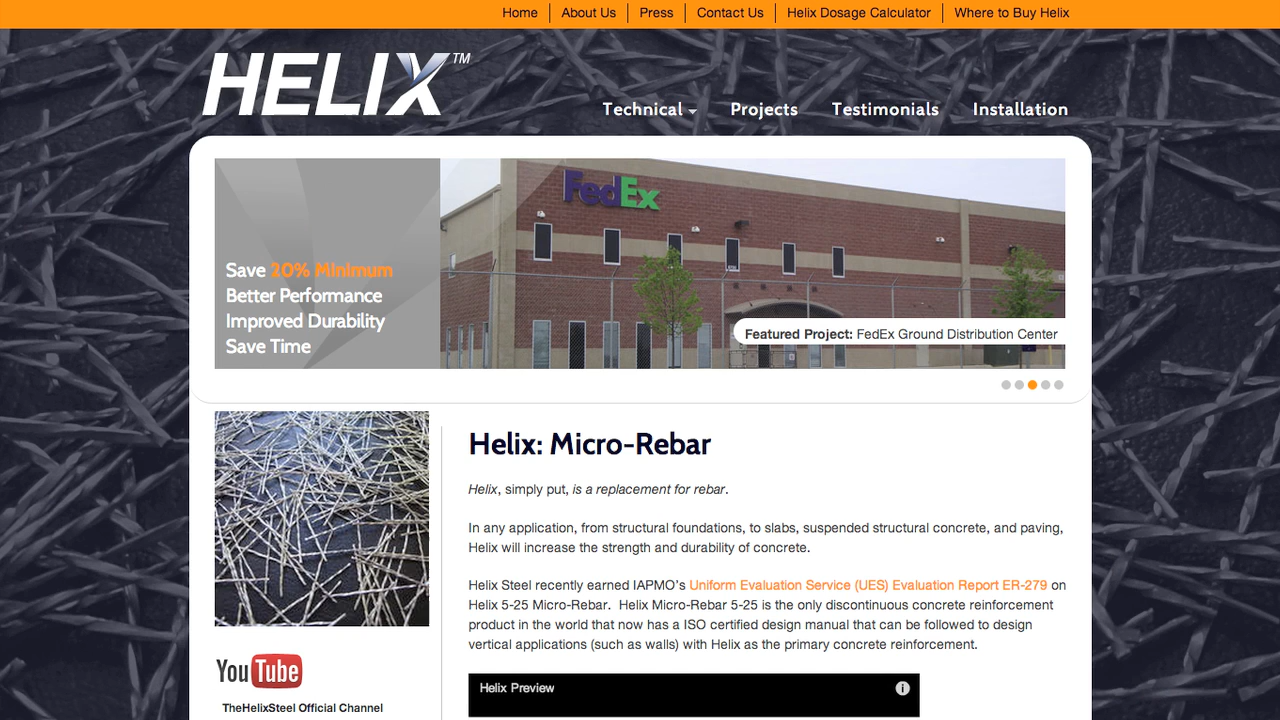 Home About Us Press Contact Us Helix Dosage Calculator Where to Buy Helix
HELIX™
Technical Projects Testimonials Installation
FedEx
Save 20% Minimum
Better Performance
Improved Durability
Save Time
Featured Project: FedEx Ground Distribution Center
Helix: Micro-Rebar
Helix, simply put, is a replacement for rebar.
In any application, from structural foundations, to slabs, suspended structural concrete, and paving,
Helix will increase the strength and durability of concrete.
Helix Steel recently earned IAPMO's Uniform Evaluation Service (UES) Evaluation Report ER-279 on
Helix 5-25 Micro-Rebar. Helix Micro-Rebar 5-25 is the only discontinuous concrete reinforcement
product in the world that now has a ISO certified design manual that can be followed to design
vertical applications (such as walls) with Helix as the primary concrete reinforcement.
Helix Preview
i
YouTube
TheHelixSteel Official Channel